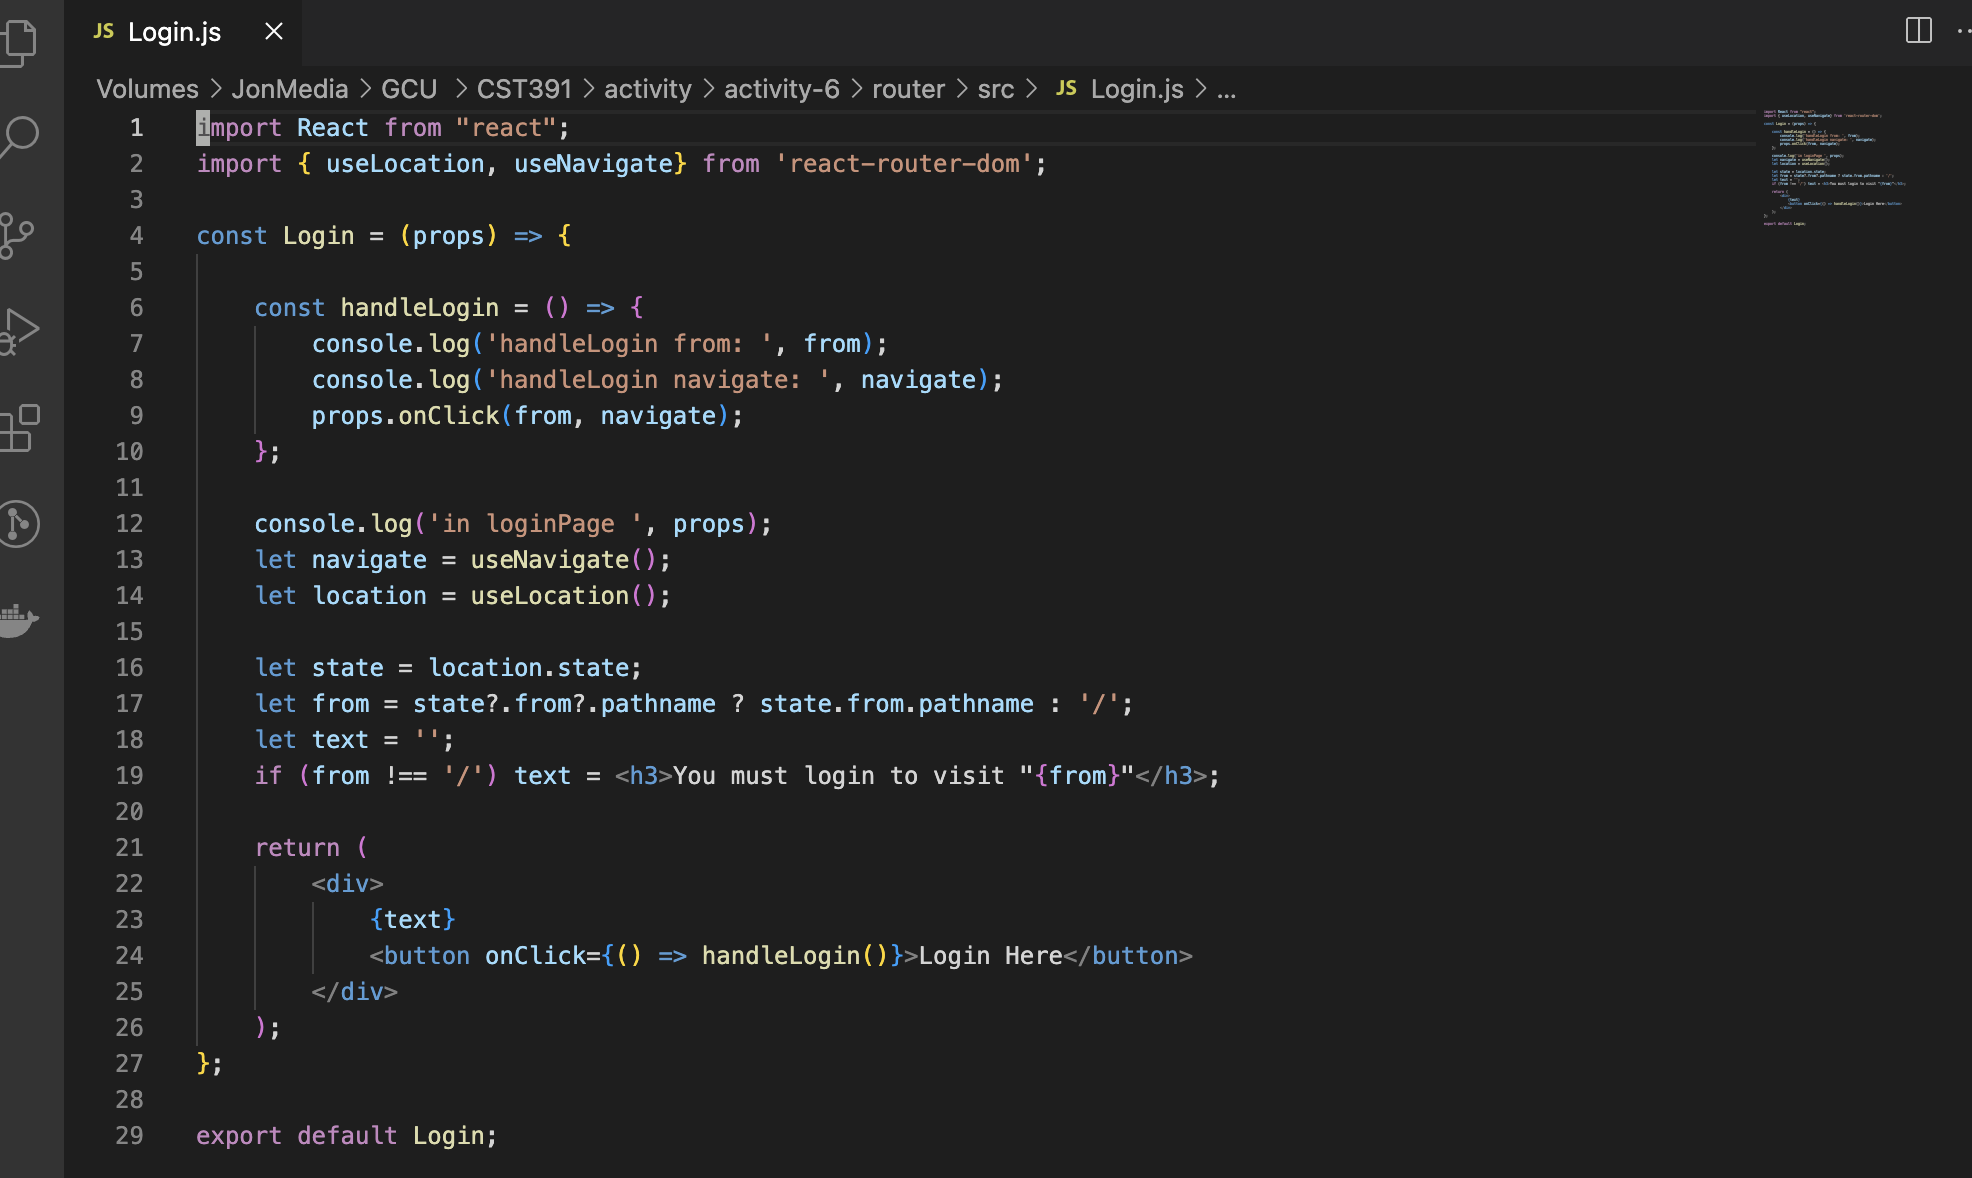 JS Login.js
Volumes > JonMedia > GCU > CST391 > activity > activity-6 > router > src > JS Login.js > ...
1 import React from "react";
2 import { useLocation, useNavigate} from 'react-router-dom';
3
4 const Login = (props) => {
5
6 const handleLogin = () => {
7 console.log('handleLogin from: ', from);
8 console.log('handleLogin navigate: ', navigate);
9 props.onClick(from, navigate);
10 };
11
12 console.log('in loginPage ', props);
13 let navigate = useNavigate();
14 let location = useLocation();
15
16 let state = location.state;
17 let from = state?.from?.pathname ? state.from.pathname : '/';
18 let text = '';
19 if (from !== '/') text = <h3>You must login to visit "{from}"</h3>;
20
21 return (
22 <div>
23 {text}
24 <button onClick={() => handleLogin()}>Login Here</button>
25 </div>
26 );
27 };
28
29 export default Login;